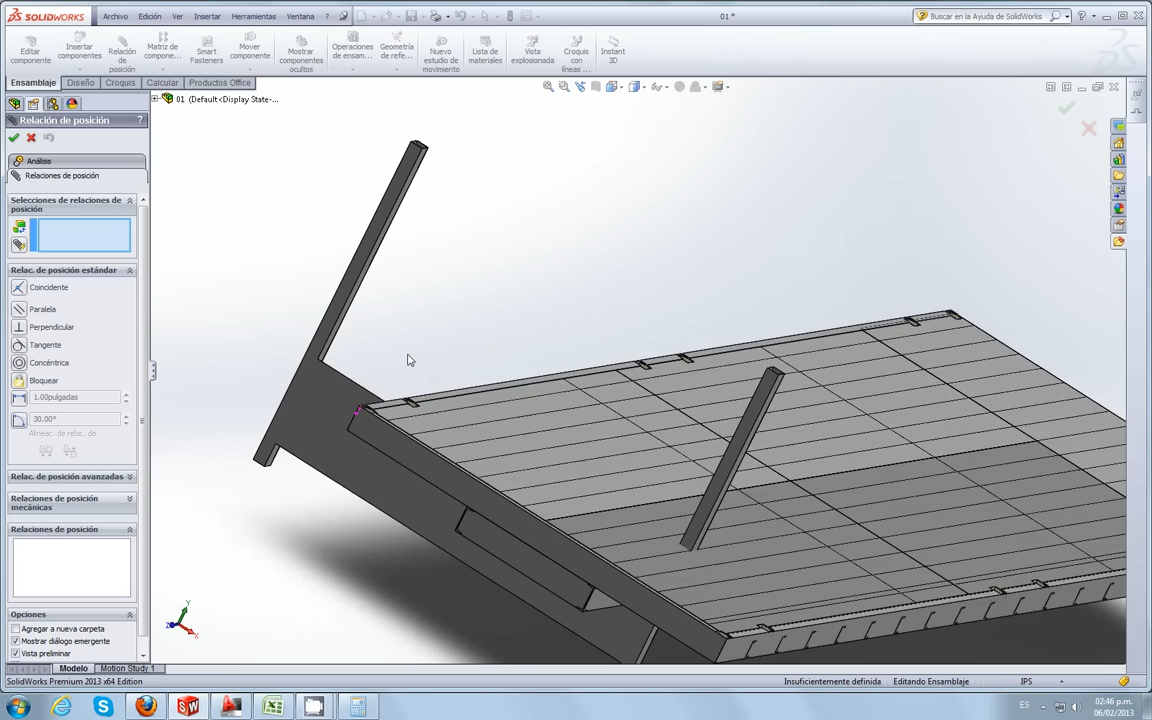 SOLIDWORKS
Archivo Edición Ver Insertar Herramientas Ventana ?
01 *
Buscar en la Ayuda de SolidWorks
Editar componente
Insertar componentes
Relación de posición
Matriz de compone...
Smart Fasteners
Mover componente
Mostrar componentes ocultos
Operaciones de ensam...
Geometría de refe...
Nuevo estudio de movimiento
Lista de materiales
Vista explosionada
Croquis con líneas ...
Instant 3D
Ensamblaje Diseño Croquis Calcular Productos Office
01 (Default<Display State-...
Relación de posición ?
Análisis
Relaciones de posición
Selecciones de relaciones de
posición
Relac. de posición estándar
Coincidente
Paralela
Perpendicular
Tangente
Concéntrica
Bloquear
1.00pulgadas
30.00°
Alineac. de relac. de
Relac. de posición avanzadas
Relaciones de posición
mecánicas
Relaciones de posición
Opciones
Agregar a nueva carpeta
Mostrar diálogo emergente
Vista preliminar
Y
Z
X
Modelo Motion Study 1
SolidWorks Premium 2013 x64 Edition
Insuficientemente definida Editando Ensamblaje IPS
ES
02:46 p.m.
06/02/2013